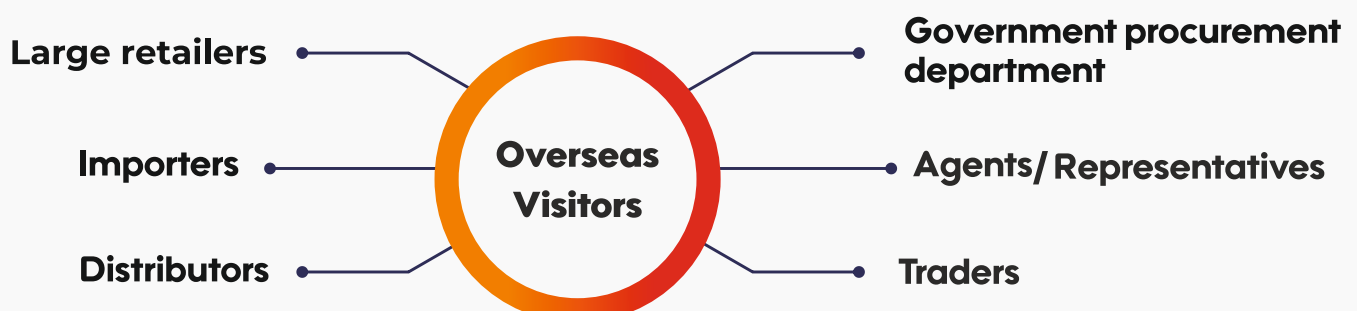 Large retailers
Importers
Distributors
Overseas
Visitors
Government procurement
department
Agents/Representatives
Traders